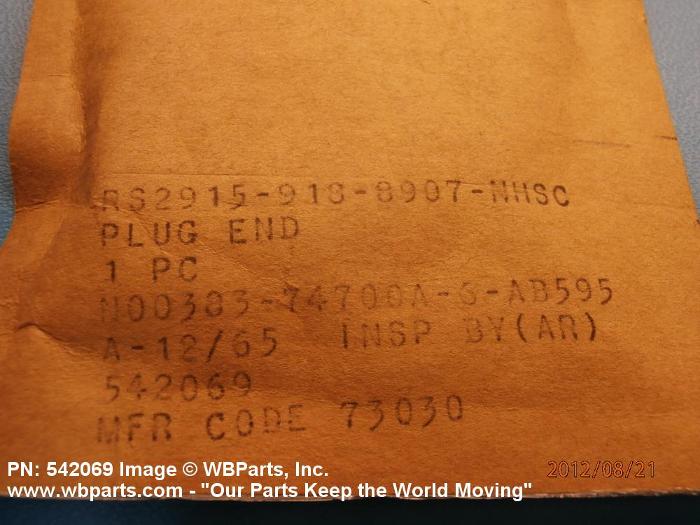 RS2915-918-8907-NHSC
PLUG END
1 PC
N00383-74700A-S-AB595
A-12/65 INSP BY(AR)
542069
MFR CODE 73030
PN: 542069 Image © WBParts, Inc.
2012/08/21
www.wbparts.com - "Our Parts Keep the World Moving"